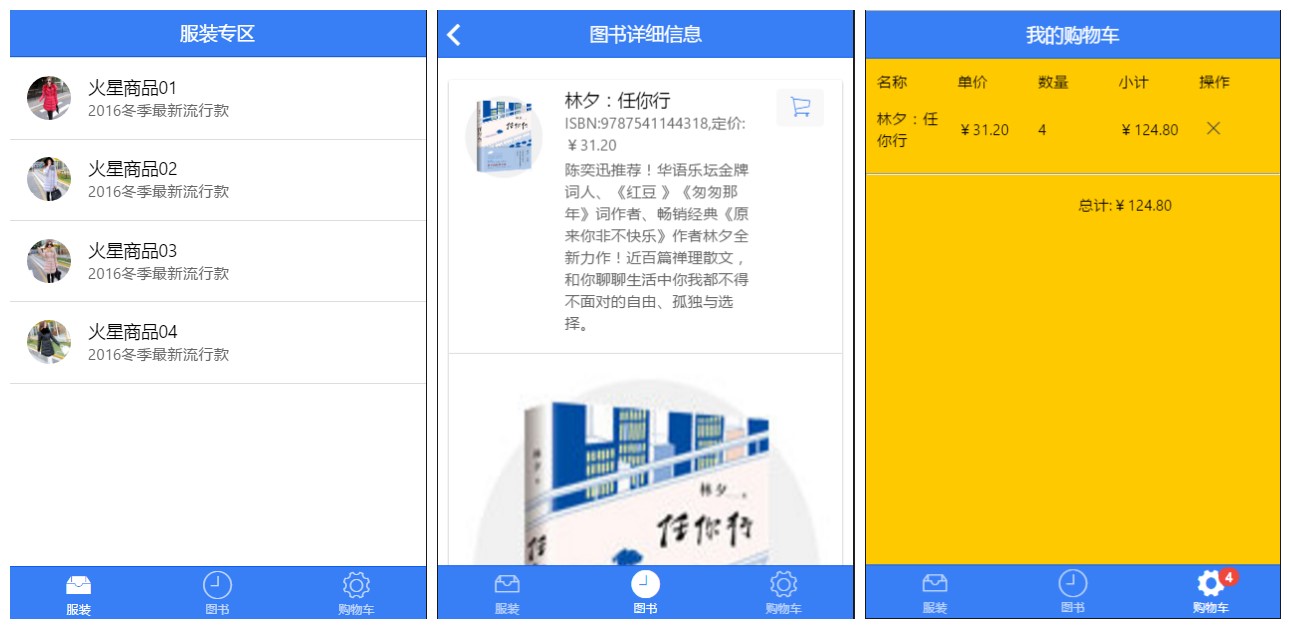 服装专区
火星商品01
2016冬季最新流行款
火星商品02
2016冬季最新流行款
火星商品03
2016冬季最新流行款
火星商品04
2016冬季最新流行款
服装
图书
购物车
图书详细信息
林夕：任你行
ISBN:9787541144318,定价:
￥31.20
陈奕迅推荐！华语乐坛金牌
词人、《红豆 》《匆匆那
年》词作者、畅销经典《原
来你非不快乐》作者林夕全
新力作！近百篇禅理散文，
和你聊聊生活中你我都不得
不面对的自由、孤独与选
择。
林夕
任你行
服装
图书
购物车
我的购物车
名称 单价 数量 小计 操作
林夕：任
你行
￥31.20 4 ￥124.80
总计:￥124.80
服装
图书
4
购物车